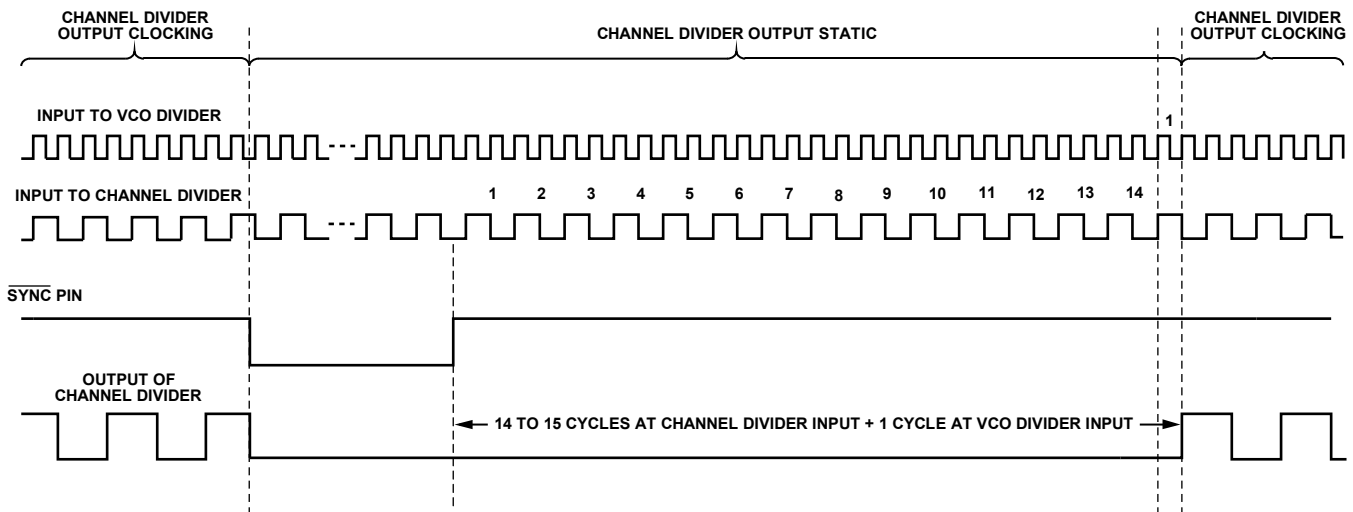 CHANNEL DIVIDER
OUTPUT CLOCKING
CHANNEL DIVIDER OUTPUT STATIC
CHANNEL DIVIDER
OUTPUT CLOCKING
INPUT TO VCO DIVIDER
1
INPUT TO CHANNEL DIVIDER
1 2 3 4 5 6 7 8 9 10 11 12 13 14
SYNC PIN
OUTPUT OF
CHANNEL DIVIDER
14 TO 15 CYCLES AT CHANNEL DIVIDER INPUT + 1 CYCLE AT VCO DIVIDER INPUT